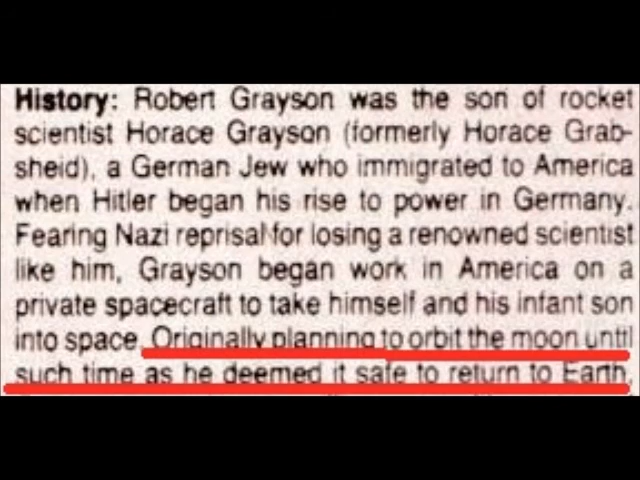 History: Robert Grayson was the son of rocket
scientist Horace Grayson (formerly Horace Grab-
sheid), a German Jew who immigrated to America
when Hitler began his rise to power in Germany.
Fearing Nazi reprisal for losing a renowned scientist
like him, Grayson began work in America on a
private spacecraft to take himself and his infant son
into space. Originally planning to orbit the moon until
such time as he deemed it safe to return to Earth,